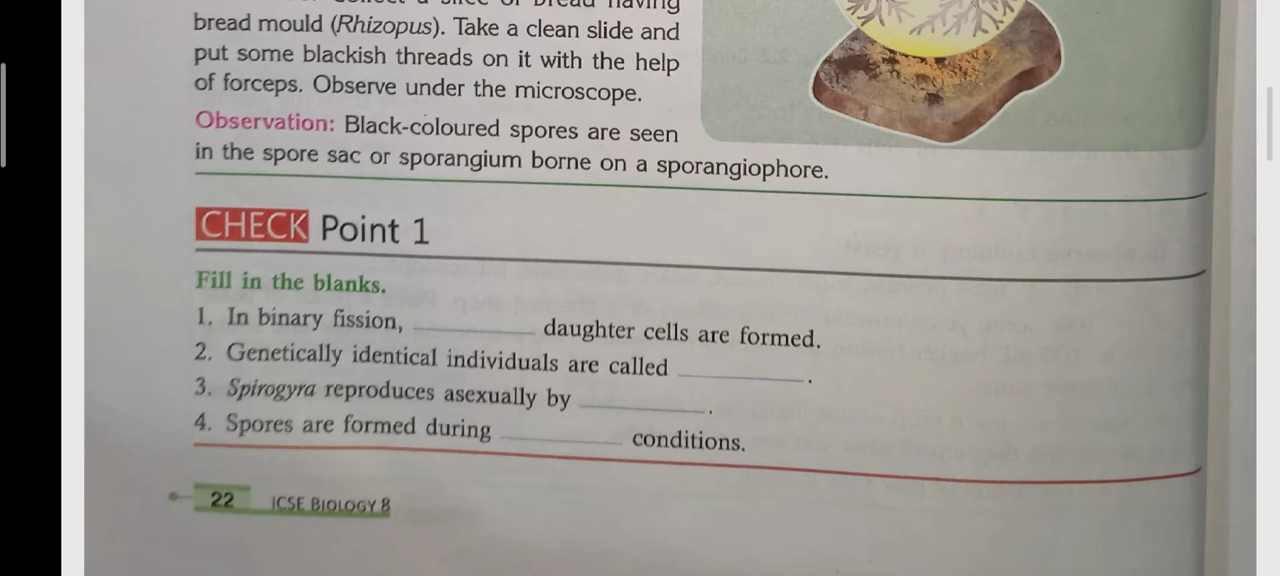 bread mould (Rhizopus). Take a clean slide and
put some blackish threads on it with the help
of forceps. Observe under the microscope.
Observation: Black-coloured spores are seen
in the spore sac or sporangium borne on a sporangiophore.
CHECK Point 1
Fill in the blanks.
1. In binary fission, __________ daughter cells are formed.
2. Genetically identical individuals are called __________.
3. Spirogyra reproduces asexually by __________.
4. Spores are formed during __________ conditions.
22 ICSE BIOLOGY 8